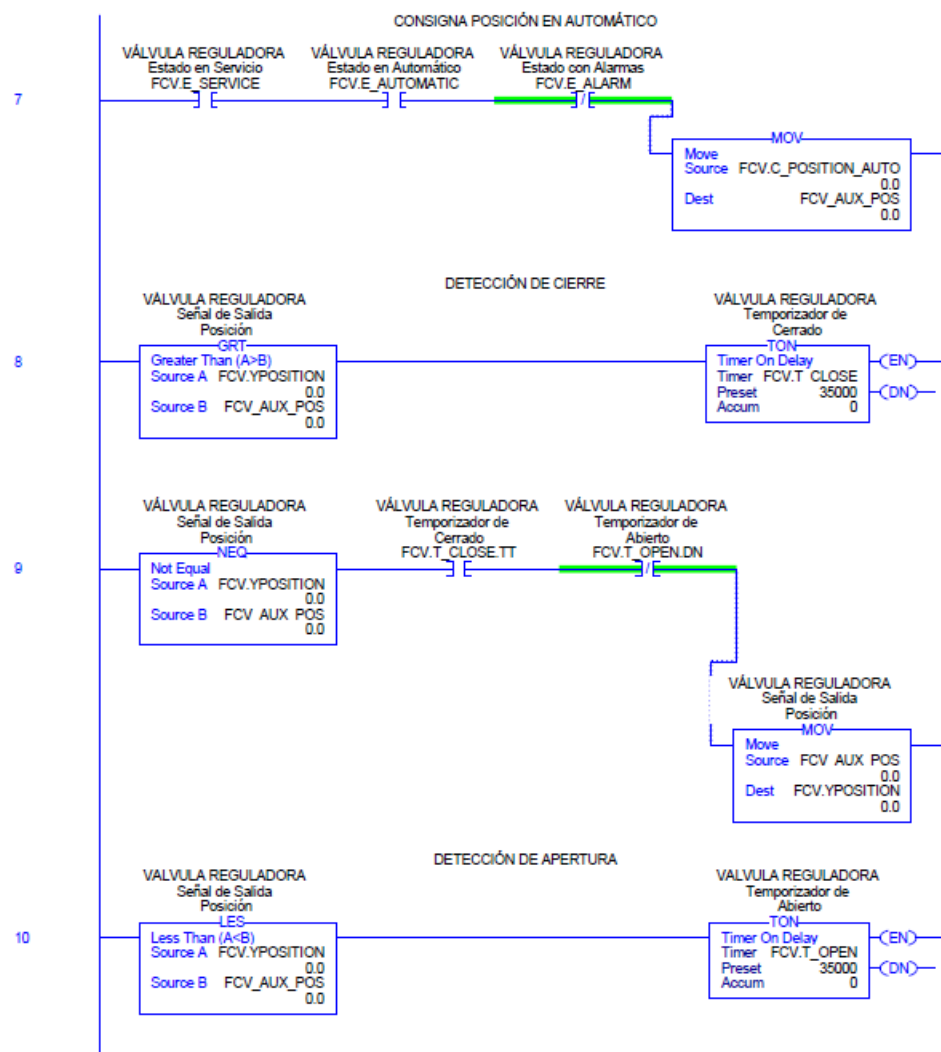 CONSIGNA POSICIÓN EN AUTOMÁTICO
VÁLVULA REGULADORA
Estado en Servicio
FCV.E_SERVICE
VÁLVULA REGULADORA
Estado en Automático
FCV.E_AUTOMATIC
VÁLVULA REGULADORA
Estado con Alarmas
FCV.E_ALARM
7
MOV
Move
Source FCV.C_POSITION_AUTO
0.0
Dest FCV_AUX_POS
0.0
DETECCIÓN DE CIERRE
VÁLVULA REGULADORA
Señal de Salida
Posición
8
GRT
Greater Than (A>B)
Source A FCV.YPOSITION
0.0
Source B FCV_AUX_POS
0.0
VÁLVULA REGULADORA
Temporizador de
Cerrado
TON
Timer On Delay
Timer FCV.T_CLOSE
Preset 35000
Accum 0
EN
DN
VÁLVULA REGULADORA
Señal de Salida
Posición
9
NEQ
Not Equal
Source A FCV.YPOSITION
0.0
Source B FCV_AUX_POS
0.0
VÁLVULA REGULADORA
Temporizador de
Cerrado
FCV.T_CLOSE.TT
VÁLVULA REGULADORA
Temporizador de
Abierto
FCV.T_OPEN.DN
VÁLVULA REGULADORA
Señal de Salida
Posición
MOV
Move
Source FCV_AUX_POS
0.0
Dest FCV.YPOSITION
0.0
DETECCIÓN DE APERTURA
VÁLVULA REGULADORA
Señal de Salida
Posición
10
LES
Less Than (A<B)
Source A FCV.YPOSITION
0.0
Source B FCV_AUX_POS
0.0
VALVULA REGULADORA
Temporizador de
Abierto
TON
Timer On Delay
Timer FCV.T_OPEN
Preset 35000
Accum 0
EN
DN